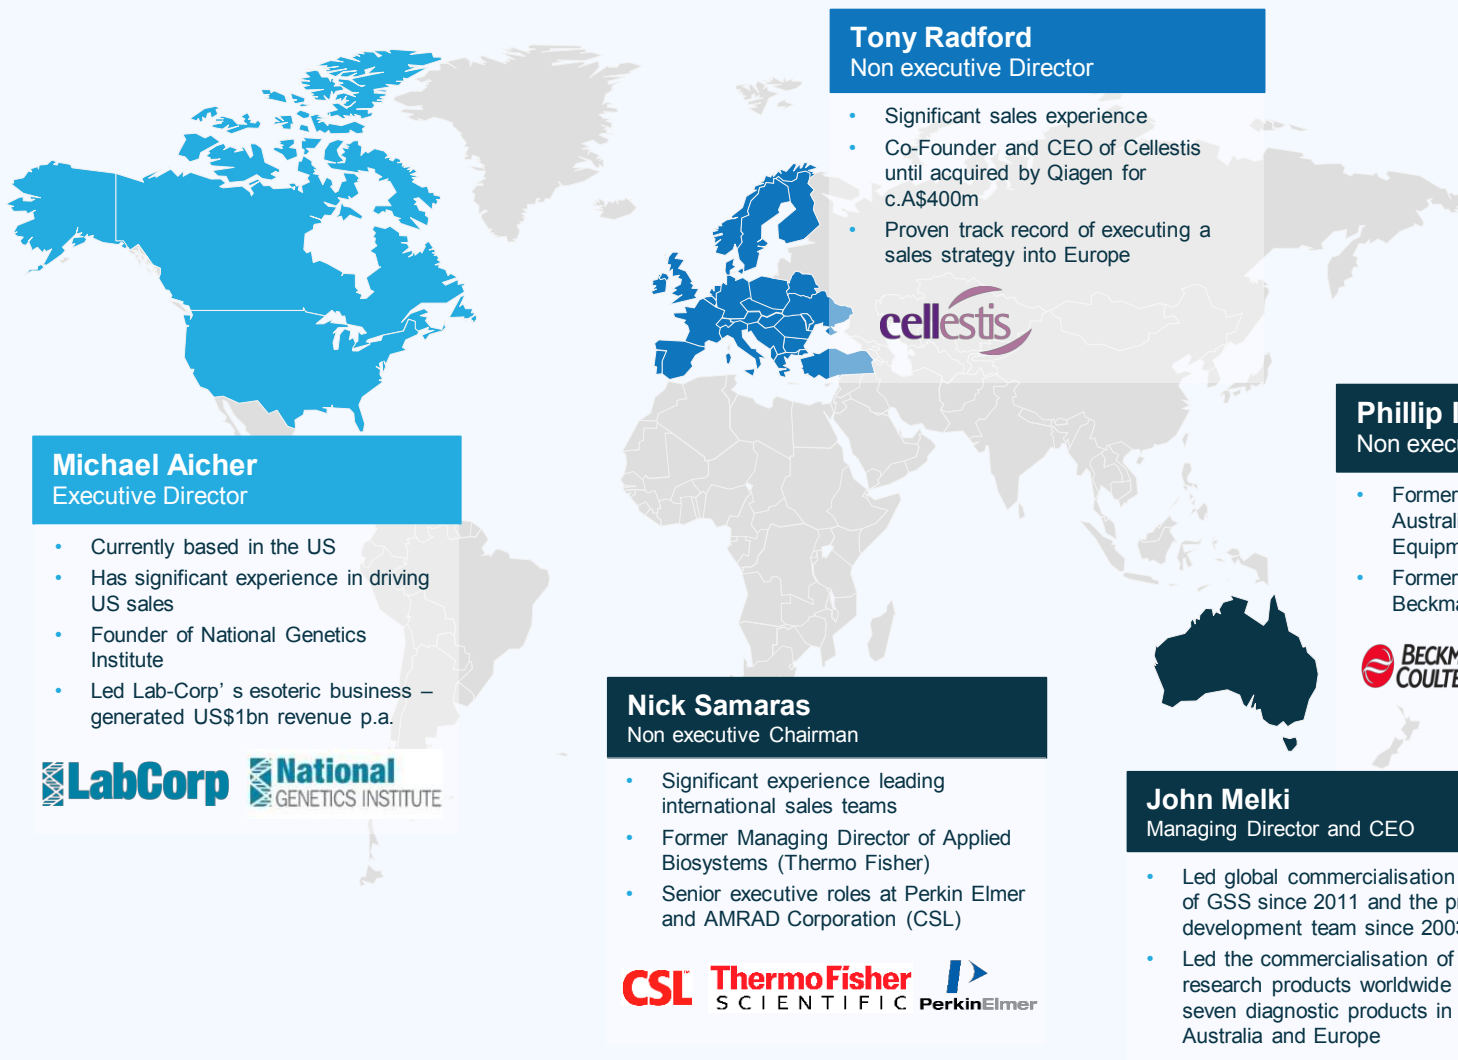 Tony Radford
Non executive Director
• Significant sales experience
• Co-Founder and CEO of Cellestis
until acquired by Qiagen for
c.A$400m
• Proven track record of executing a
sales strategy into Europe
cellestis
Michael Aicher
Executive Director
• Currently based in the US
• Has significant experience in driving
US sales
• Founder of National Genetics
Institute
• Led Lab-Corp’ s esoteric business –
generated US$1bn revenue p.a.
LabCorp
National
GENETICS INSTITUTE
Nick Samaras
Non executive Chairman
• Significant experience leading
international sales teams
• Former Managing Director of Applied
Biosystems (Thermo Fisher)
• Senior executive roles at Perkin Elmer
and AMRAD Corporation (CSL)
CSL™
ThermoFisher
SCIENTIFIC
PerkinElmer
Phillip
Non
• Former
• Former
John Melki
Managing Director and CEO
• Led global commercialisation
of GSS since 2011 and the
development team since
• Led the commercialisation of
research products worldwide
seven diagnostic products in
Australia and Europe